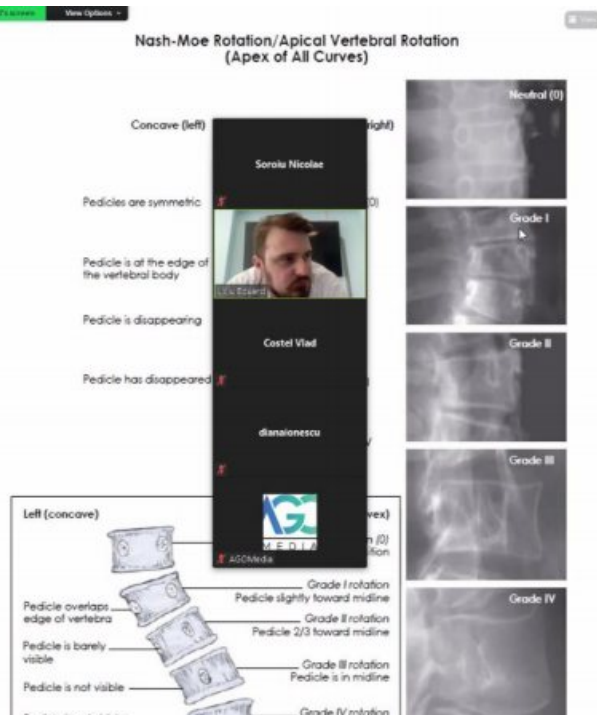 View Options
View
Nash-Moe Rotation/Apical Vertebral Rotation
(Apex of All Curves)
Concave (left)
right)
Pedicles are symmetric
0)
Pedicle is at the edge of
the vertebral body
Pedicle is disappearing
Pedicle has disappeared
Soroiu Nicolae
Costel Vlad
dianaionescu
AGO
MEDIA
AGOMedia
Neutral (0)
Grade I
Grade II
Grade III
Grade IV
Left (concave)
vex)
(0)
Grade I rotation
Pedicle slightly toward midline
Pedicle overlaps
edge of vertebra
Grade II rotation
Pedicle 2/3 toward midline
Pedicle is barely
visible
Grade III rotation
Pedicle is in midline
Pedicle is not visible
Grade IV rotation